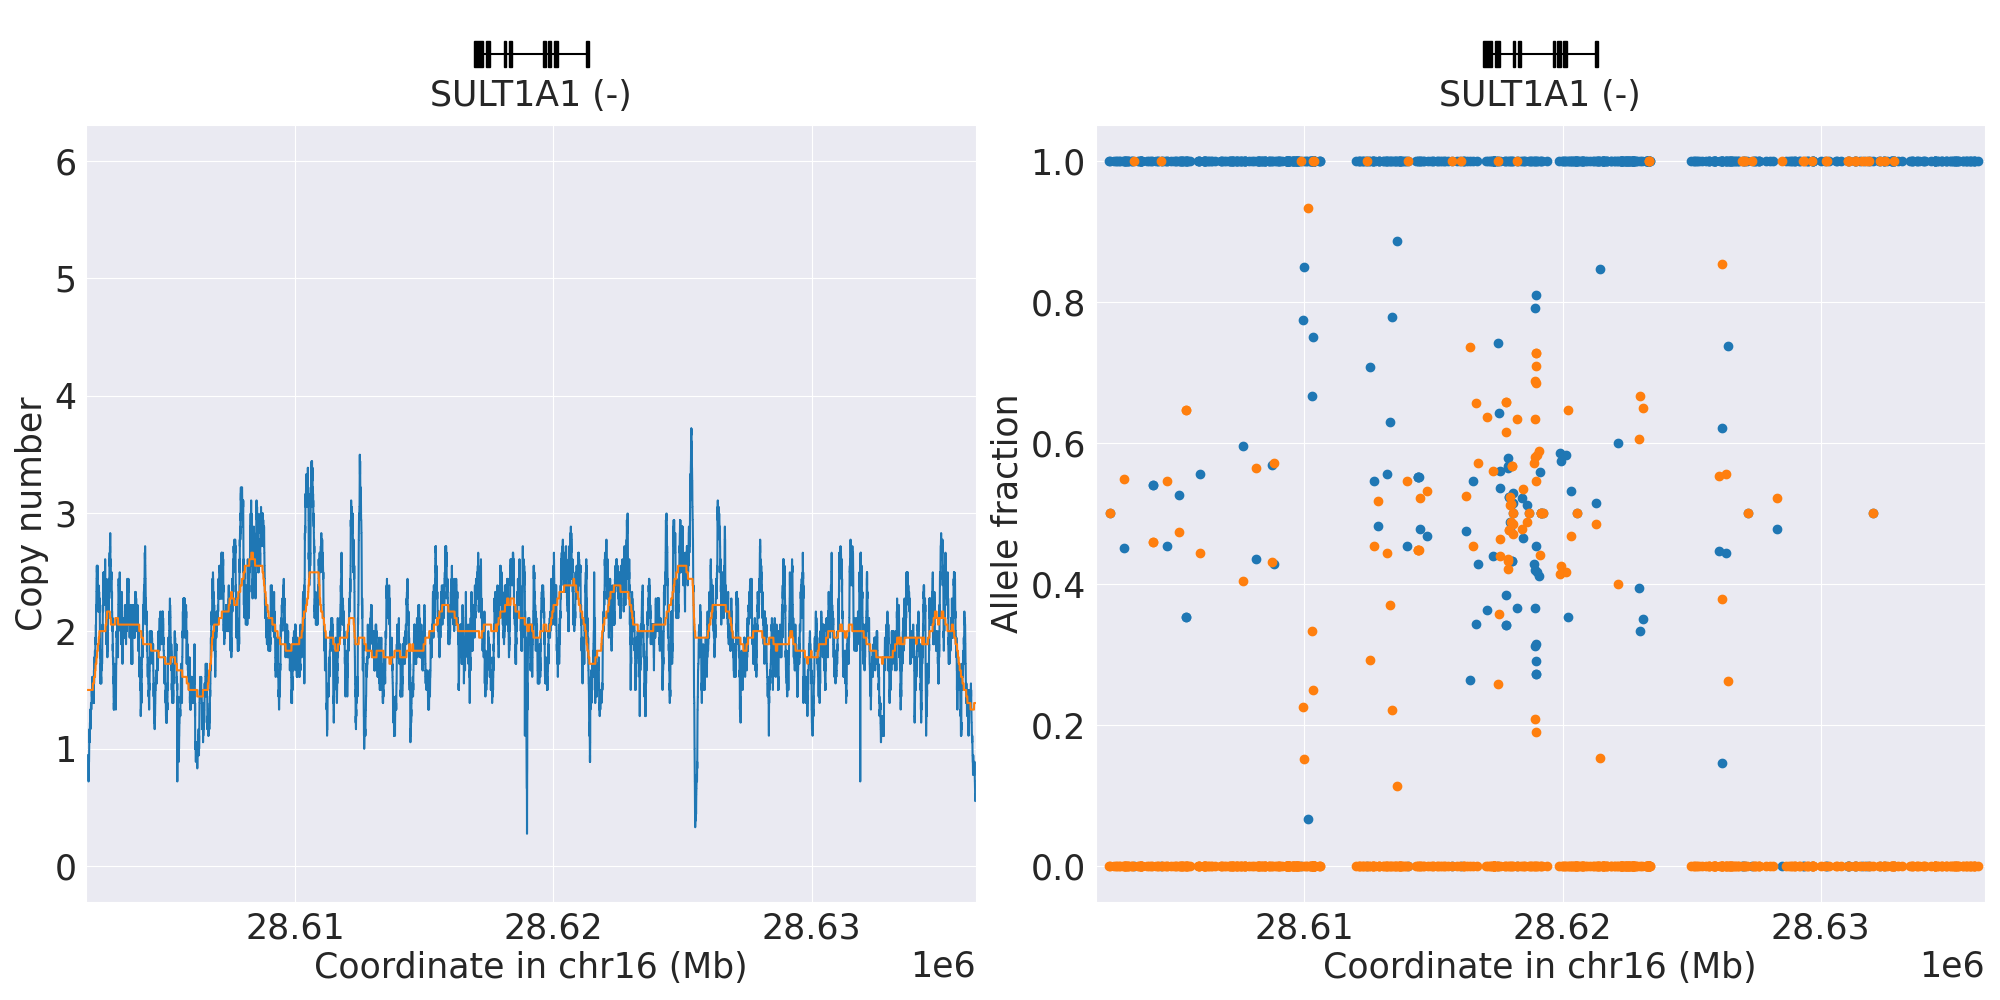 SULT1A1 (-)
6
5
4
3
2
1
0
Copy number
28.61
28.62
28.63
Coordinate in chr16 (Mb)
1e6
SULT1A1 (-)
1.0
0.8
0.6
0.4
0.2
0.0
Allele fraction
28.61
28.62
28.63
Coordinate in chr16 (Mb)
1e6